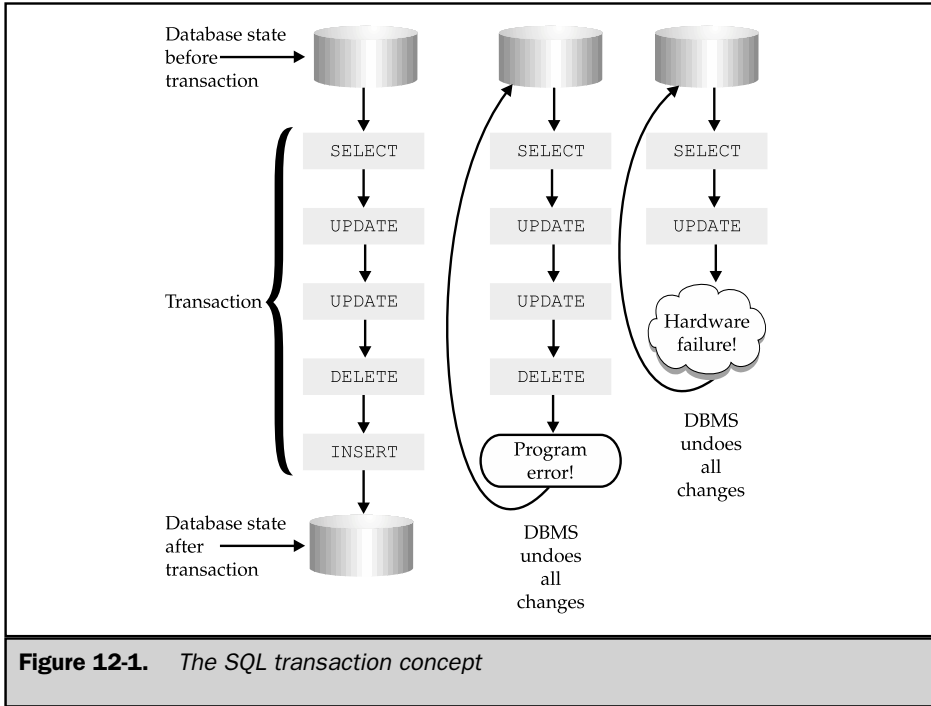 Database state
before
transaction
SELECT
UPDATE
Transaction
UPDATE
DELETE
INSERT
Database state
after
transaction
SELECT
UPDATE
UPDATE
DELETE
Program
error!
DBMS
undoes
all
changes
SELECT
UPDATE
Hardware
failure!
DBMS
undoes
all
changes
Figure 12-1. The SQL transaction concept